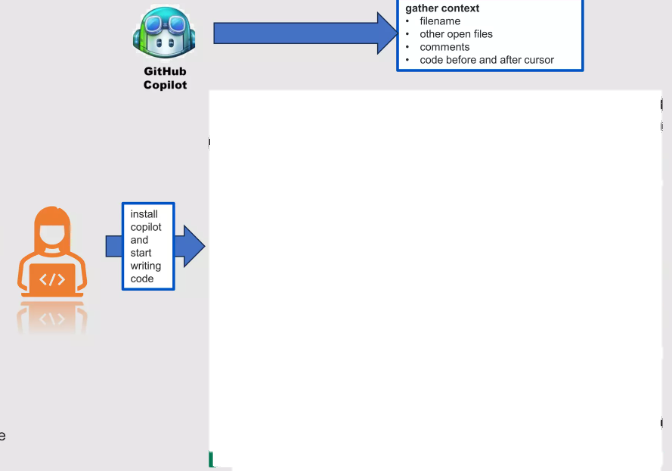 gather context
• filename
• other open files
• comments
• code before and after cursor
GitHub
Copilot
install
copilot
and
start
writing
code
</>